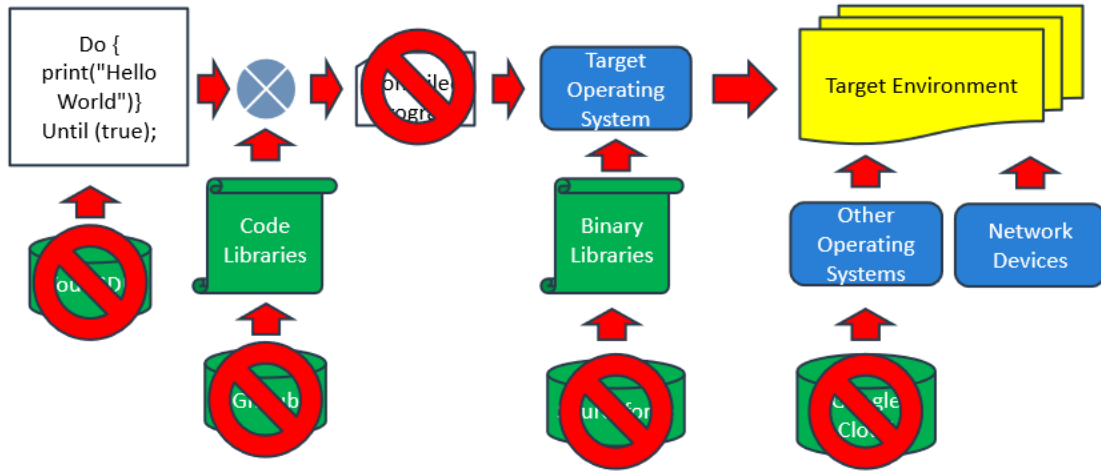 Do {
print("Hello
World")}
Until (true);
Target
Operating
System
Target Environment
Code
Libraries
Binary
Libraries
Other
Operating
Systems
Network
Devices